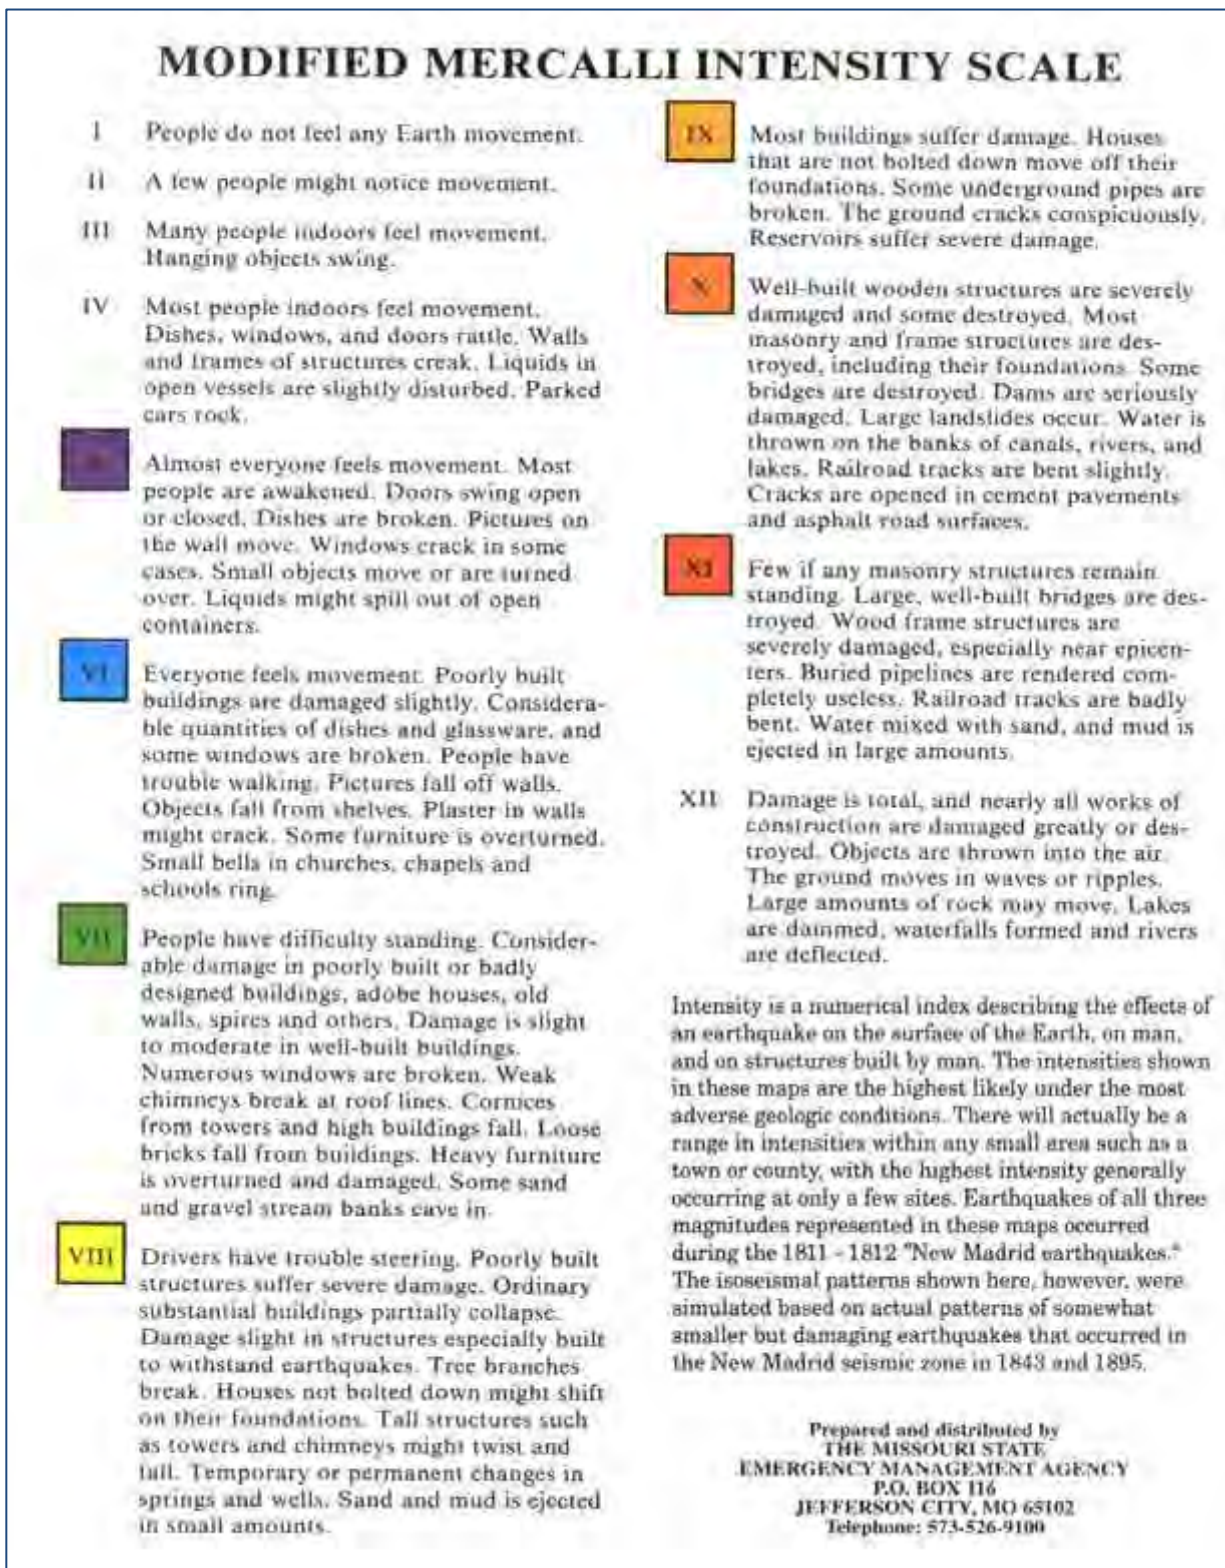 MODIFIED MERCALLI INTENSITY SCALE
I People do not feel any Earth movement.
II A few people might notice movement.
III Many people indoors feel movement.
Hanging objects swing.
IV Most people indoors feel movement.
Dishes, windows, and doors rattle. Walls
and frames of structures creak. Liquids in
open vessels are slightly disturbed. Parked
cars rock.
V Almost everyone feels movement. Most
people are awakened. Doors swing open
or closed. Dishes are broken. Pictures on
the wall move. Windows crack in some
cases. Small objects move or are turned
over. Liquids might spill out of open
containers.
VI Everyone feels movement. Poorly built
buildings are damaged slightly. Considera-
ble quantities of dishes and glassware, and
some windows are broken. People have
trouble walking. Pictures fall off walls.
Objects fall from shelves. Plaster in walls
might crack. Some furniture is overturned.
Small bells in churches, chapels and
schools ring.
VII People have difficulty standing. Consider-
able damage in poorly built or badly
designed buildings, adobe houses, old
walls, spires and others. Damage is slight
to moderate in well-built buildings.
Numerous windows are broken. Weak
chimneys break at roof lines. Cornices
from towers and high buildings fall. Loose
bricks fall from buildings. Heavy furniture
is overturned and damaged. Some sand
and gravel stream banks cave in.
VIII Drivers have trouble steering. Poorly built
structures suffer severe damage. Ordinary
substantial buildings partially collapse.
Damage slight in structures especially built
to withstand earthquakes. Tree branches
break. Houses not bolted down might shift
on their foundations. Tall structures such
as towers and chimneys might twist and
fall. Temporary or permanent changes in
springs and wells. Sand and mud is ejected
in small amounts.
IX Most buildings suffer damage. Houses
that are not bolted down move off their
foundations. Some underground pipes are
broken. The ground cracks conspicuously.
Reservoirs suffer severe damage.
X Well-built wooden structures are severely
damaged and some destroyed. Most
masonry and frame structures are des-
troyed, including their foundations. Some
bridges are destroyed. Dams are seriously
damaged. Large landslides occur. Water is
thrown on the banks of canals, rivers, and
lakes. Railroad tracks are bent slightly.
Cracks are opened in cement pavements
and asphalt road surfaces.
XI Few if any masonry structures remain
standing. Large, well-built bridges are des-
troyed. Wood frame structures are
severely damaged, especially near epicen-
ters. Buried pipelines are rendered com-
pletely useless. Railroad tracks are badly
bent. Water mixed with sand, and mud is
ejected in large amounts.
XII Damage is total, and nearly all works of
construction are damaged greatly or des-
troyed. Objects are thrown into the air.
The ground moves in waves or ripples.
Large amounts of rock may move. Lakes
are dammed, waterfalls formed and rivers
are deflected.
Intensity is a numerical index describing the effects of
an earthquake on the surface of the Earth, on man,
and on structures built by man. The intensities shown
in these maps are the highest likely under the most
adverse geologic conditions. There will actually be a
range in intensities within any small area such as a
town or county, with the highest intensity generally
occurring at only a few sites. Earthquakes of all three
magnitudes represented in these maps occurred
during the 1811 - 1812 "New Madrid earthquakes."
The isoseismal patterns shown here, however, were
simulated based on actual patterns of somewhat
smaller but damaging earthquakes that occurred in
the New Madrid seismic zone in 1843 and 1895.
Prepared and distributed by
THE MISSOURI STATE
EMERGENCY MANAGEMENT AGENCY
P.O. BOX 116
JEFFERSON CITY, MO 65102
Telephone: 573-526-9100